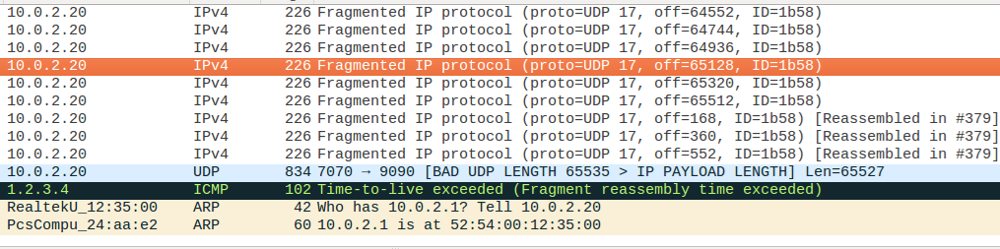 10.0.2.20 IPv4 226 Fragmented IP protocol (proto=UDP 17, off=64552, ID=1b58)
10.0.2.20 IPv4 226 Fragmented IP protocol (proto=UDP 17, off=64744, ID=1b58)
10.0.2.20 IPv4 226 Fragmented IP protocol (proto=UDP 17, off=64936, ID=1b58)
10.0.2.20 IPv4 226 Fragmented IP protocol (proto=UDP 17, off=65128, ID=1b58)
10.0.2.20 IPv4 226 Fragmented IP protocol (proto=UDP 17, off=65320, ID=1b58)
10.0.2.20 IPv4 226 Fragmented IP protocol (proto=UDP 17, off=65512, ID=1b58)
10.0.2.20 IPv4 226 Fragmented IP protocol (proto=UDP 17, off=168, ID=1b58) [Reassembled in #379]
10.0.2.20 IPv4 226 Fragmented IP protocol (proto=UDP 17, off=360, ID=1b58) [Reassembled in #379]
10.0.2.20 IPv4 226 Fragmented IP protocol (proto=UDP 17, off=552, ID=1b58) [Reassembled in #379]
10.0.2.20 UDP 834 7070 → 9090 [BAD UDP LENGTH 65535 > IP PAYLOAD LENGTH] Len=65527
1.2.3.4 ICMP 102 Time-to-live exceeded (Fragment reassembly time exceeded)
RealtekU_12:35:00 ARP 42 Who has 10.0.2.1? Tell 10.0.2.20
PcsCompu_24:aa:e2 ARP 60 10.0.2.1 is at 52:54:00:12:35:00